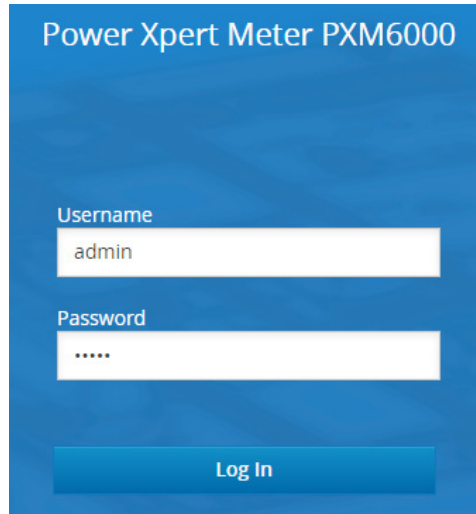 Power Xpert Meter PXM6000
Username
admin
Password
•••••
Log In